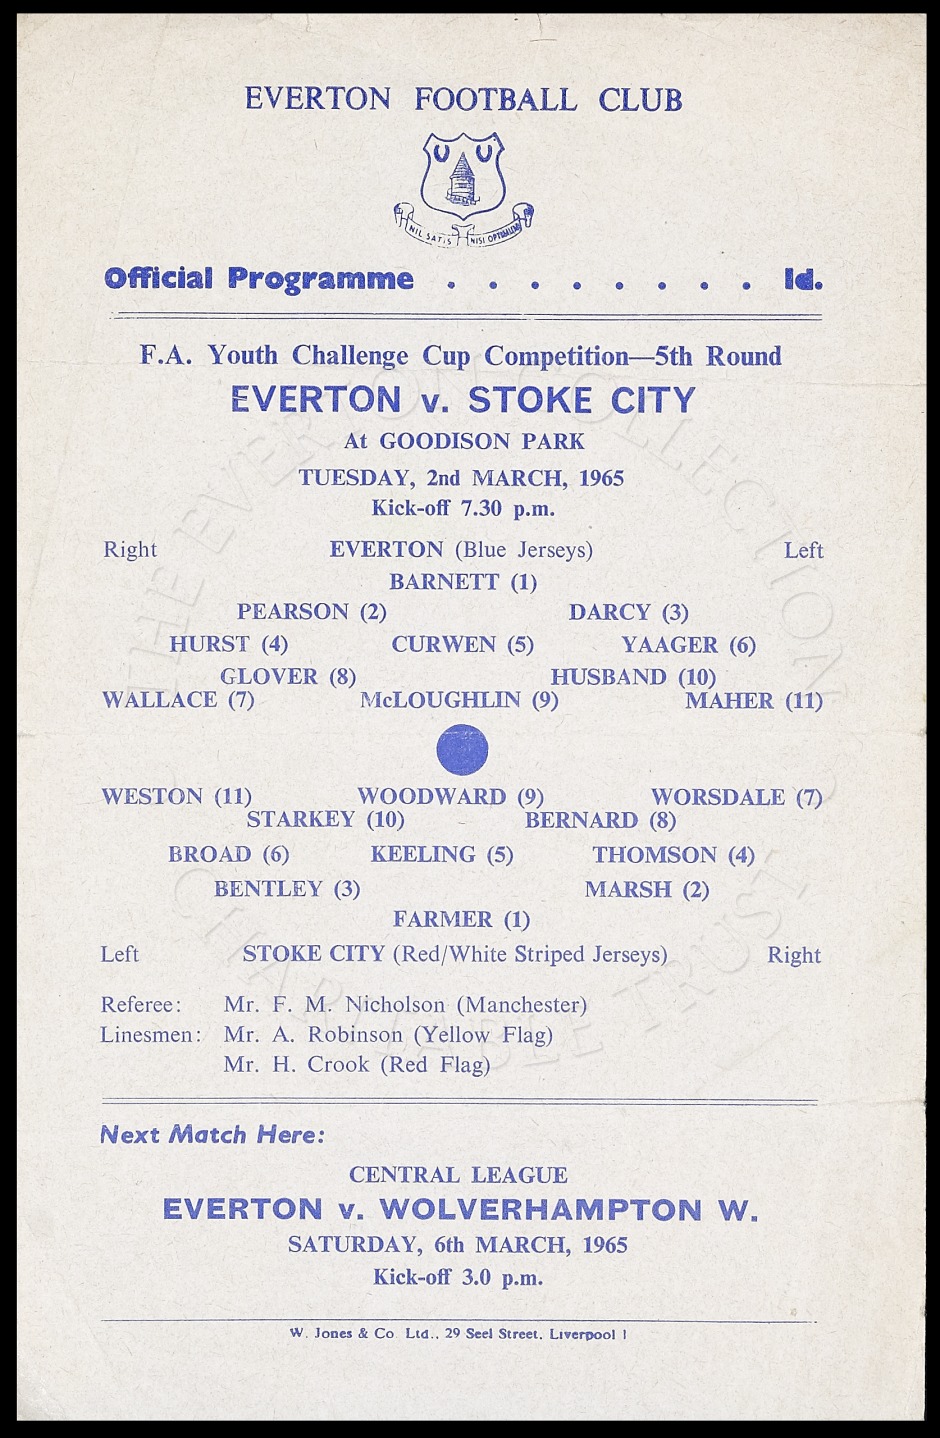 EVERTON FOOTBALL CLUB
NIL SATIS NISI OPTIMUM
Official Programme . . . . . . . . 1d.
F.A. Youth Challenge Cup Competition—5th Round
EVERTON v. STOKE CITY
At GOODISON PARK
TUESDAY, 2nd MARCH, 1965
Kick-off 7.30 p.m.
Right EVERTON (Blue Jerseys) Left
BARNETT (1)
PEARSON (2) DARCY (3)
HURST (4) CURWEN (5) YAAGER (6)
GLOVER (8) HUSBAND (10)
WALLACE (7) McLOUGHLIN (9) MAHER (11)
WESTON (11) WOODWARD (9) WORSDALE (7)
STARKEY (10) BERNARD (8)
BROAD (6) KEELING (5) THOMSON (4)
BENTLEY (3) MARSH (2)
FARMER (1)
Left STOKE CITY (Red/White Striped Jerseys) Right
Referee: Mr. F. M. Nicholson (Manchester)
Linesmen: Mr. A. Robinson (Yellow Flag)
Mr. H. Crook (Red Flag)
Next Match Here:
CENTRAL LEAGUE
EVERTON v. WOLVERHAMPTON W.
SATURDAY, 6th MARCH, 1965
Kick-off 3.0 p.m.
W. Jones & Co. Ltd., 29 Seel Street, Liverpool 1
THE EVERTON COLLECTION
CHARITABLE TRUST